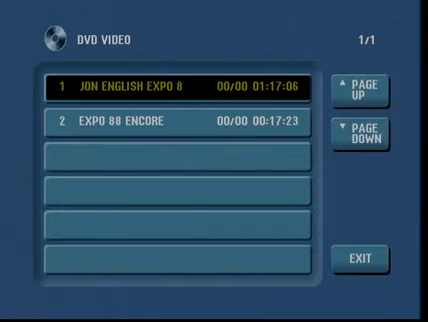 DVD VIDEO 1/1
1 JON ENGLISH EXPO 8 00/00 01:17:06
2 EXPO 88 ENCORE 00/00 00:17:23
PAGE
UP
PAGE
DOWN
EXIT